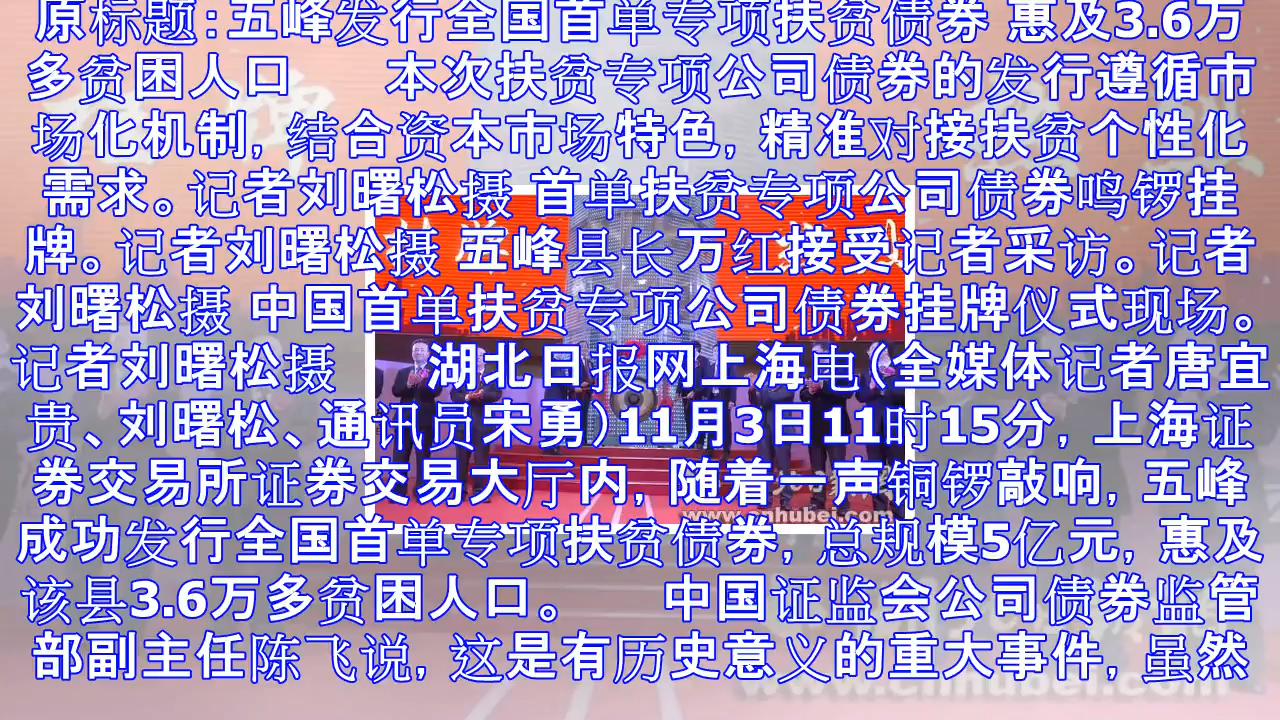 原标题：五峰发行全国首单专项扶贫债券 惠及3.6万
多贫困人口　　本次扶贫专项公司债券的发行遵循市
场化机制，结合资本市场特色，精准对接扶贫个性化
需求。记者刘曙松摄 首单扶贫专项公司债券鸣锣挂
牌。记者刘曙松摄 五峰县长万红接受记者采访。记者
刘曙松摄 中国首单扶贫专项公司债券挂牌仪式现场。
记者刘曙松摄　　湖北日报网上海电（全媒体记者唐宜
贵、刘曙松、通讯员宋勇）11月3日11时15分，上海证
券交易所证券交易大厅内，随着一声铜锣敲响，五峰
成功发行全国首单专项扶贫债券，总规模5亿元，惠及
该县3.6万多贫困人口。　　中国证监会公司债券监管
部副主任陈飞说，这是有历史意义的重大事件，虽然
www.cnhubei.com
www.cnhubei.com